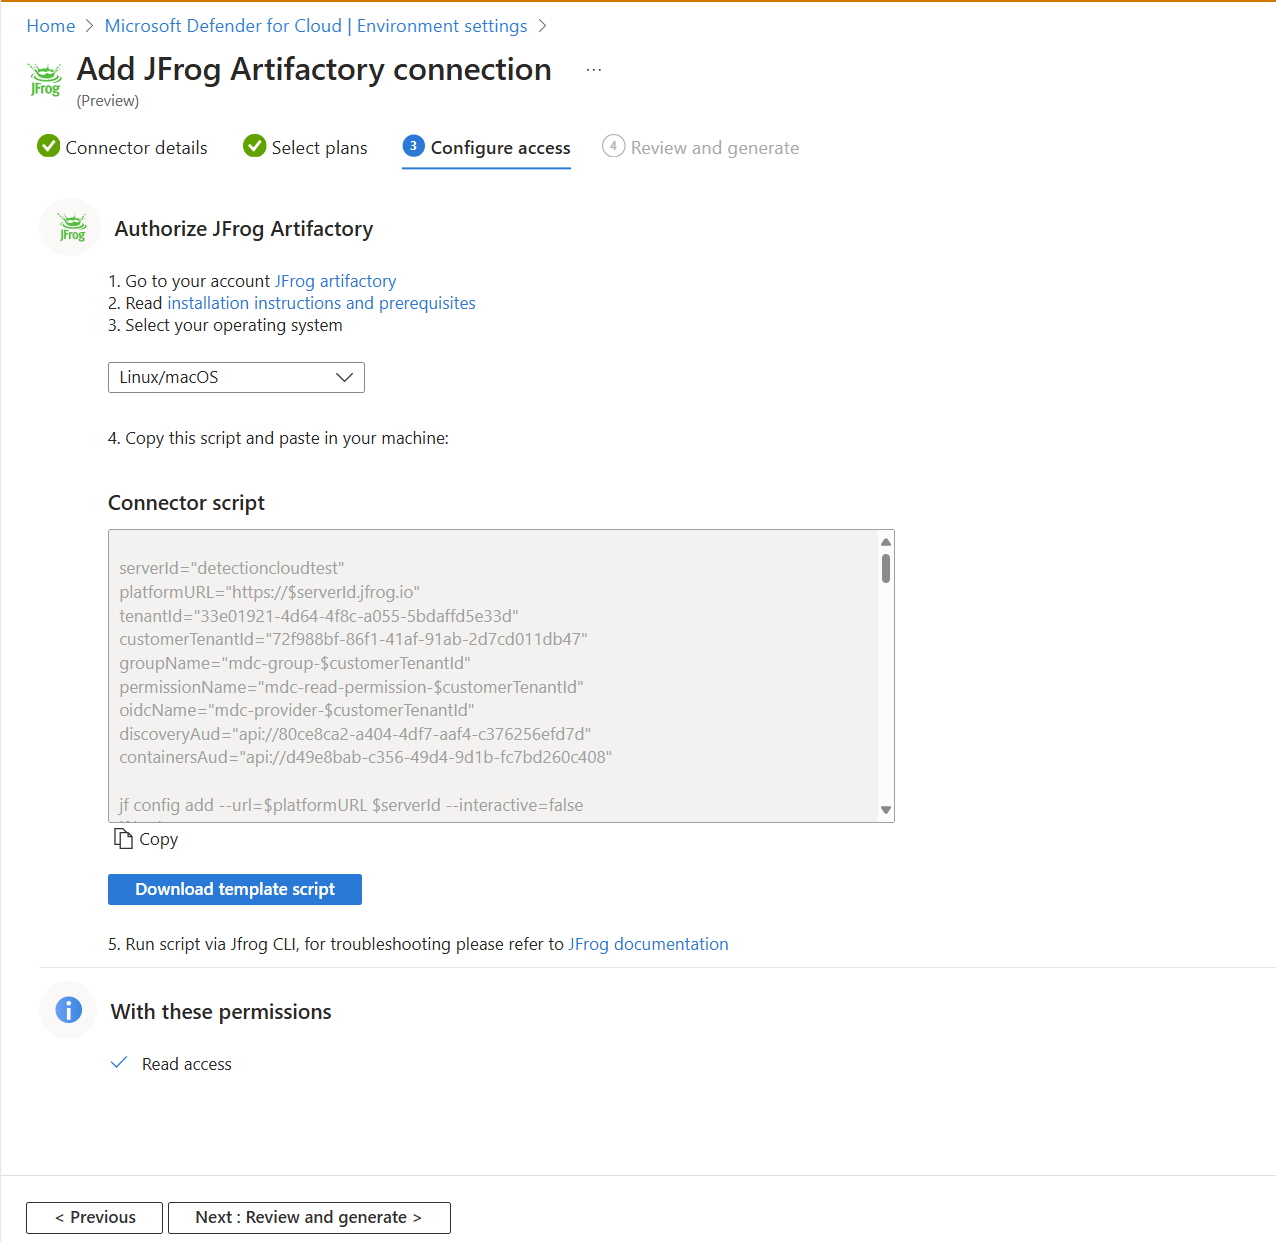 Home > Microsoft Defender for Cloud | Environment settings >
JFrog
Add JFrog Artifactory connection ...
(Preview)
Connector details Select plans 3 Configure access 4 Review and generate
JFrog
Authorize JFrog Artifactory
1. Go to your account JFrog artifactory
2. Read installation instructions and prerequisites
3. Select your operating system
Linux/macOS
4. Copy this script and paste in your machine:
Connector script
serverId="detectioncloudtest"
platformURL="https://$serverId.jfrog.io"
tenantId="33e01921-4d64-4f8c-a055-5bdaffd5e33d"
customerTenantId="72f988bf-86f1-41af-91ab-2d7cd011db47"
groupName="mdc-group-$customerTenantId"
permissionName="mdc-read-permission-$customerTenantId"
oidcName="mdc-provider-$customerTenantId"
discoveryAud="api://80ce8ca2-a404-4df7-aaf4-c376256efd7d"
containersAud="api://d49e8bab-c356-49d4-9d1b-fc7bd260c408"
jf config add --url=$platformURL $serverId --interactive=false
Copy
Download template script
5. Run script via Jfrog CLI, for troubleshooting please refer to JFrog documentation
With these permissions
Read access
< Previous
Next : Review and generate >